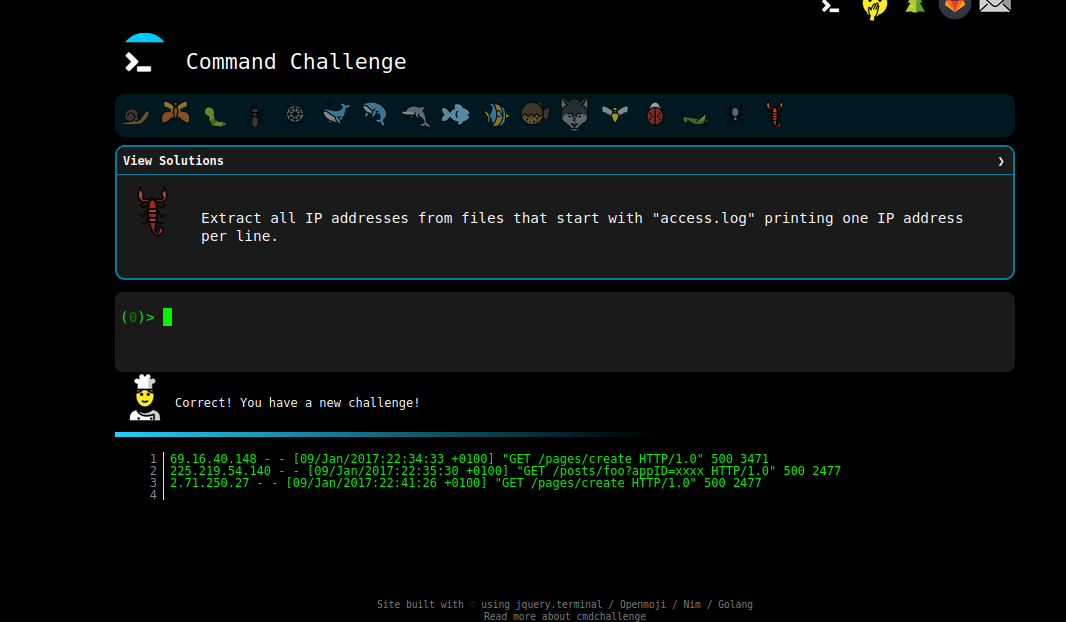 Command Challenge
View Solutions ❯
Extract all IP addresses from files that start with "access.log" printing one IP address
per line.
(0)>
Correct! You have a new challenge!
1 69.16.40.148 - - [09/Jan/2017:22:34:33 +0100] "GET /pages/create HTTP/1.0" 500 3471
2 225.219.54.140 - - [09/Jan/2017:22:35:30 +0100] "GET /posts/foo?appID=xxxx HTTP/1.0" 500 2477
3 2.71.250.27 - - [09/Jan/2017:22:41:26 +0100] "GET /pages/create HTTP/1.0" 500 2477
4
Site built with ♡ using jquery.terminal / Openmoji / Nim / Golang
Read more about cmdchallenge